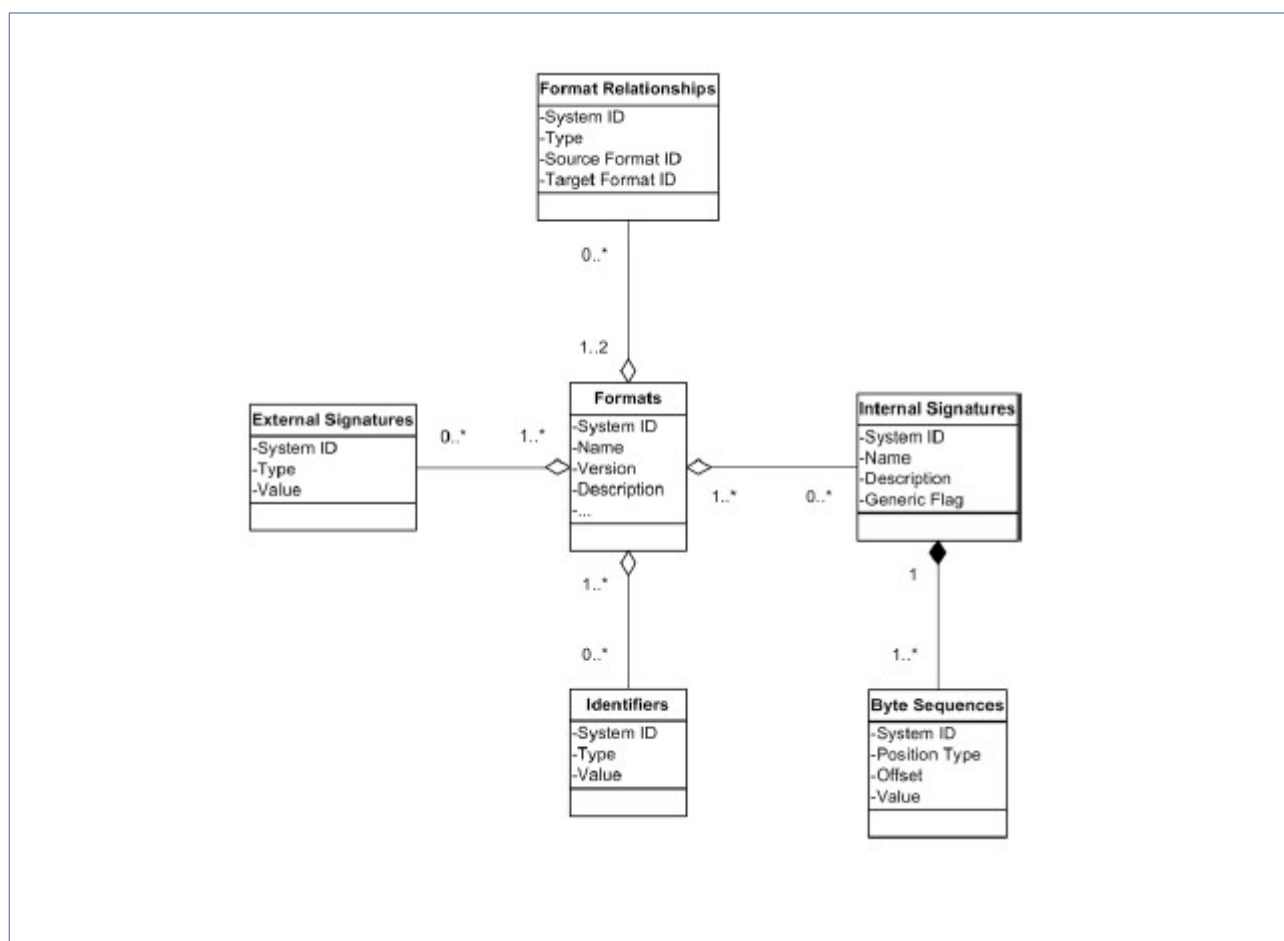 Format Relationships
-System ID
-Type
-Source Format ID
-Target Format ID
0..*
1..2
External Signatures
-System ID
-Type
-Value
0..*
1..*
Formats
-System ID
-Name
-Version
-Description
-...
1..*
0..*
Internal Signatures
-System ID
-Name
-Description
-Generic Flag
1..*
0..*
Identifiers
-System ID
-Type
-Value
1
1..*
Byte Sequences
-System ID
-Position Type
-Offset
-Value